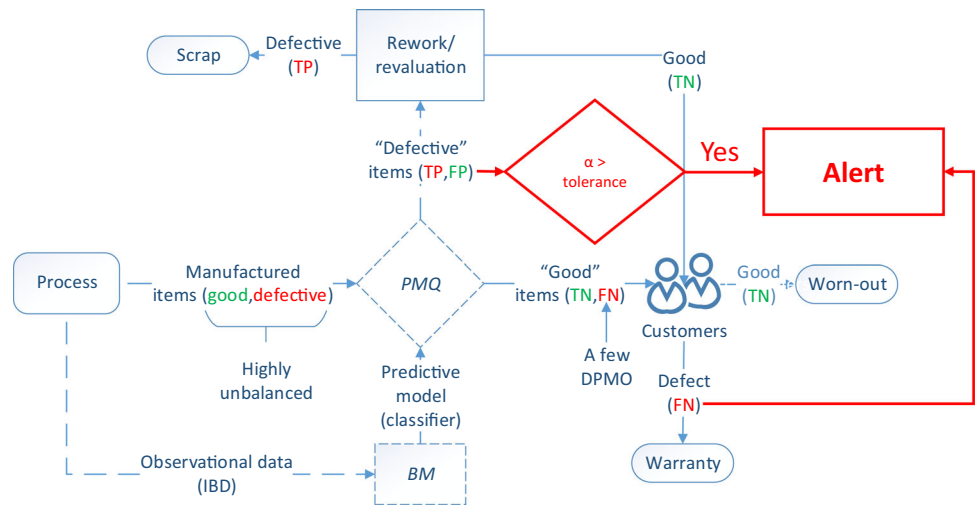 Scrap
Defective
(TP)
Rework/
revaluation
Good
(TN)
"Defective"
items (TP,FP)
α >
tolerance
Yes
Alert
Process
Manufactured
items (good,defective)
PMQ
"Good"
items (TN,FN)
Good
(TN)
Worn-out
Customers
Highly
unbalanced
Predictive
model
(classifier)
A few
DPMO
Defect
(FN)
Observational data
(IBD)
BM
Warranty